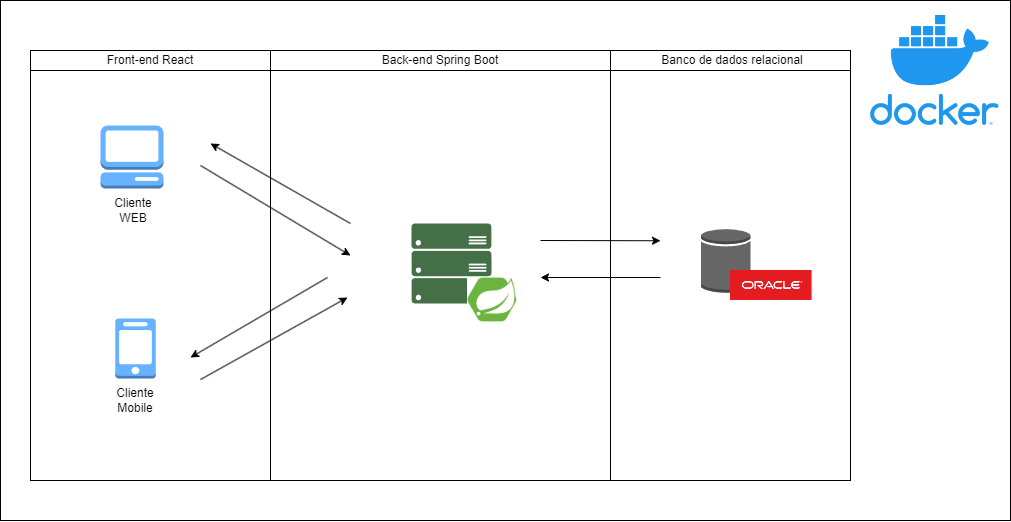 Front-end React
Back-end Spring Boot
Banco de dados relacional
docker
Cliente
WEB
ORACLE
Cliente
Mobile